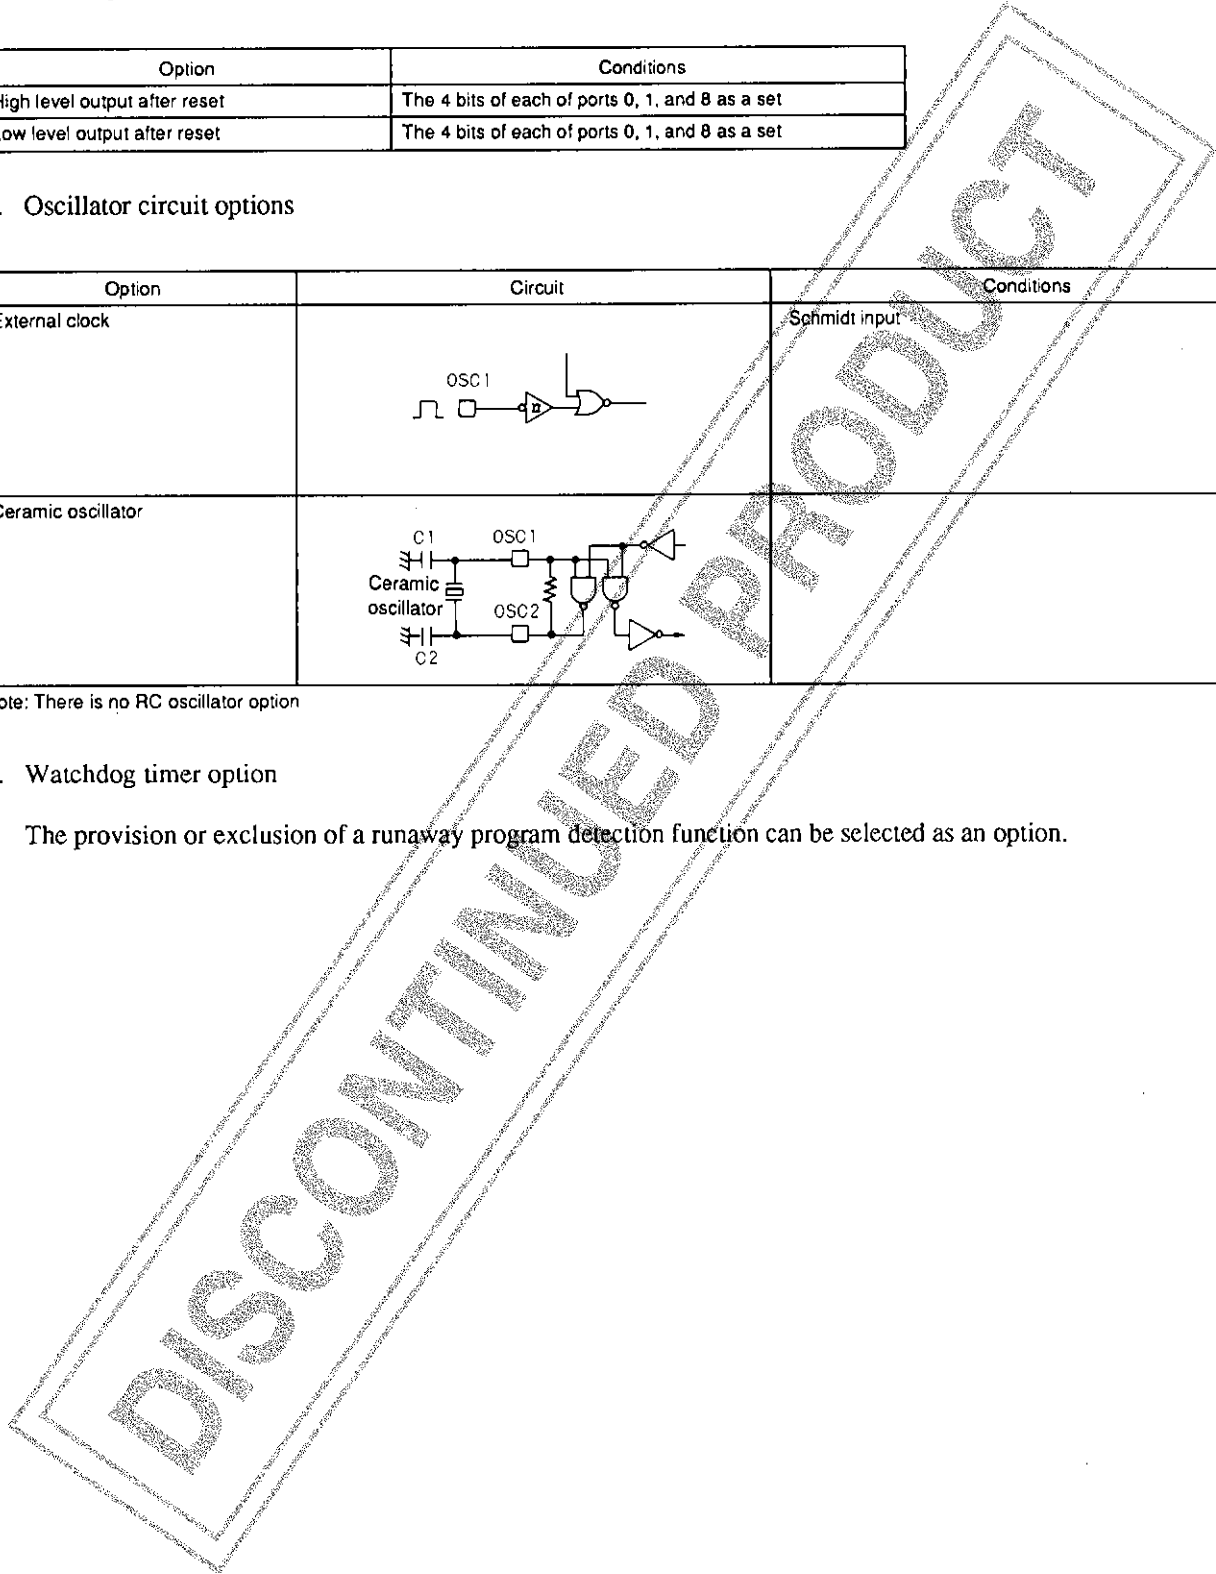 Option Conditions
High level output after reset The 4 bits of each of ports 0, 1, and 8 as a set
Low level output after reset The 4 bits of each of ports 0, 1, and 8 as a set
. Oscillator circuit options
Option Circuit Conditions
External clock Schmidt input
OSC1
Ceramic oscillator
C1 OSC1
Ceramic
oscillator
OSC2
C2
ote: There is no RC oscillator option
. Watchdog timer option
The provision or exclusion of a runaway program detection function can be selected as an option.
DISCONTINUED PRODUCT